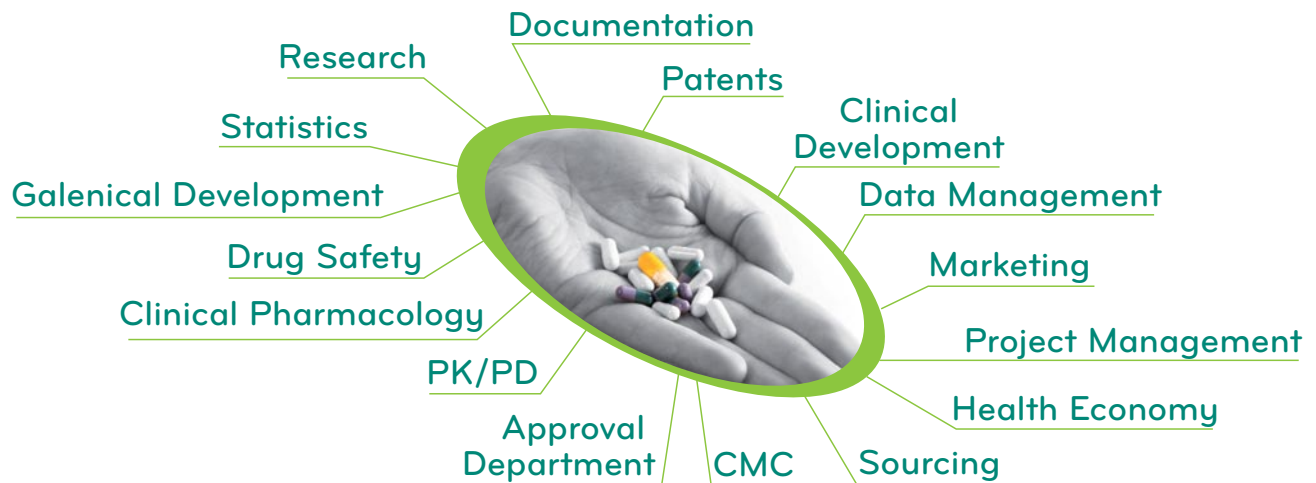 Documentation
Research
Patents
Clinical
Development
Statistics
Galenical Development
Data Management
Drug Safety
Marketing
Clinical Pharmacology
Project Management
PK/PD
Health Economy
Approval
Department
CMC
Sourcing